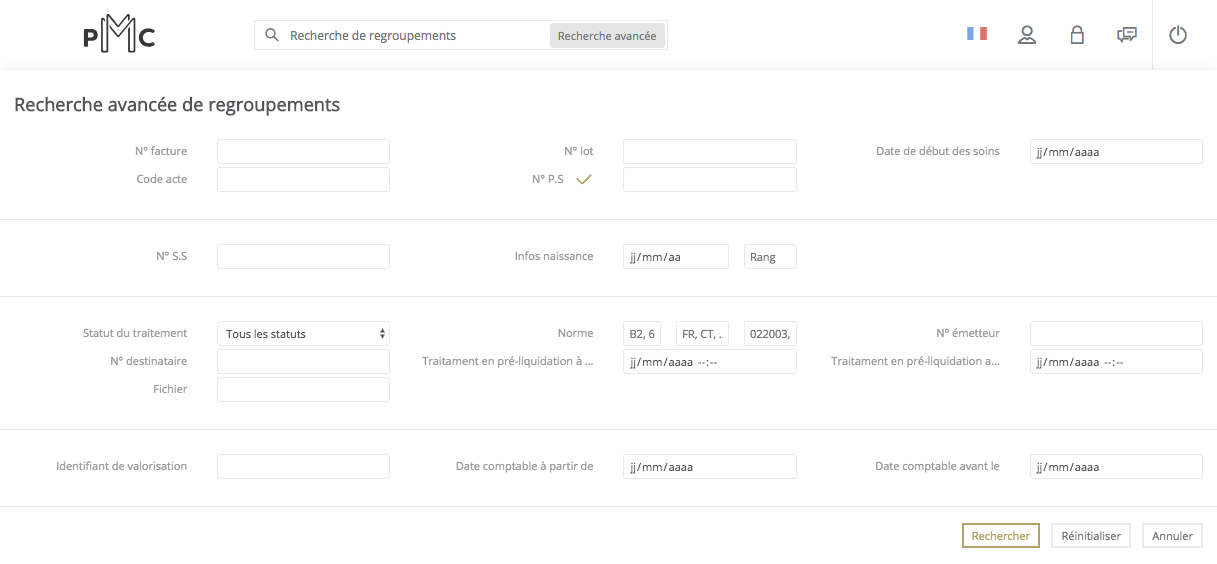 PMC
Recherche de regroupements Recherche avancée
Recherche avancée de regroupements
N° facture N° lot Date de début des soins jj/mm/aaaa
Code acte N° P.S
N° S.S Infos naissance jj/mm/aa Rang
Statut du traitement Tous les statuts Norme B2, 6 FR, CT, .. 022003, N° émetteur
N° destinataire Traitament en pré-liquidation à ... jj/mm/aaaa --:-- Traitament en pré-liquidation a... jj/mm/aaaa --:--
Fichier
Identifiant de valorisation Date comptable à partir de jj/mm/aaaa Date comptable avant le jj/mm/aaaa
Rechercher Réinitialiser Annuler